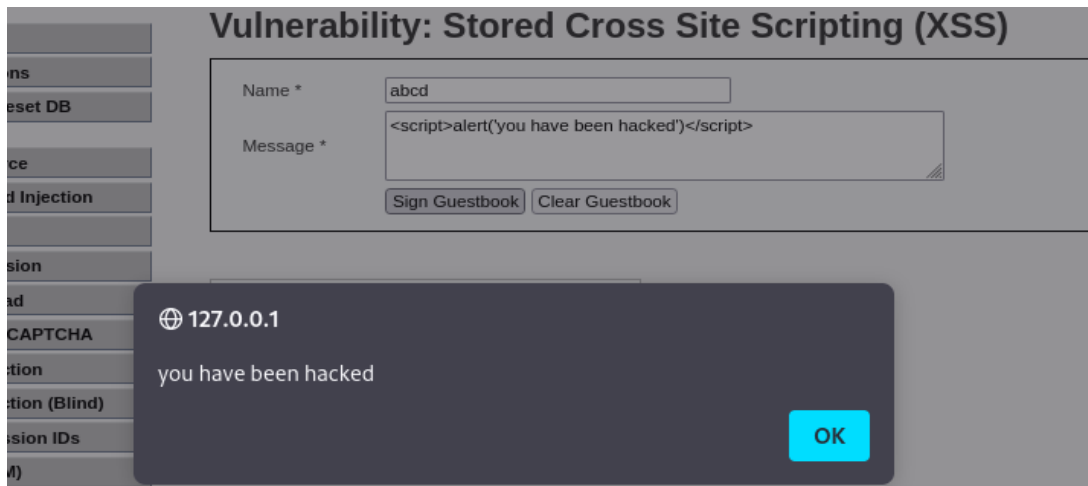 Vulnerability: Stored Cross Site Scripting (XSS)
ons
eset DB
rce
d Injection
sion
ad
CAPTCHA
ction
ction (Blind)
ssion IDs
M)
Name *
abcd
Message *
<script>alert('you have been hacked')</script>
Sign Guestbook
Clear Guestbook
127.0.0.1
you have been hacked
OK